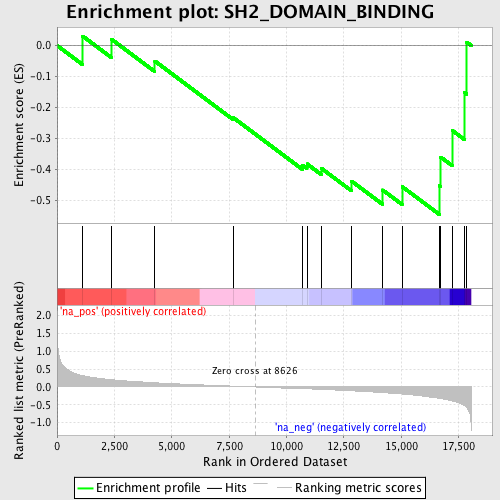 Enrichment plot: SH2_DOMAIN_BINDING
Enrichment score (ES)
0.0
-0.1
-0.2
-0.3
-0.4
-0.5
'na_pos' (positively correlated)
Ranked list metric (PreRanked)
2.0
1.5
1.0
0.5
0.0
-0.5
-1.0
Zero cross at 8626
'na_neg' (negatively correlated)
0 2,500 5,000 7,500 10,000 12,500 15,000 17,500
Rank in Ordered Dataset
Enrichment profile Hits Ranking metric scores